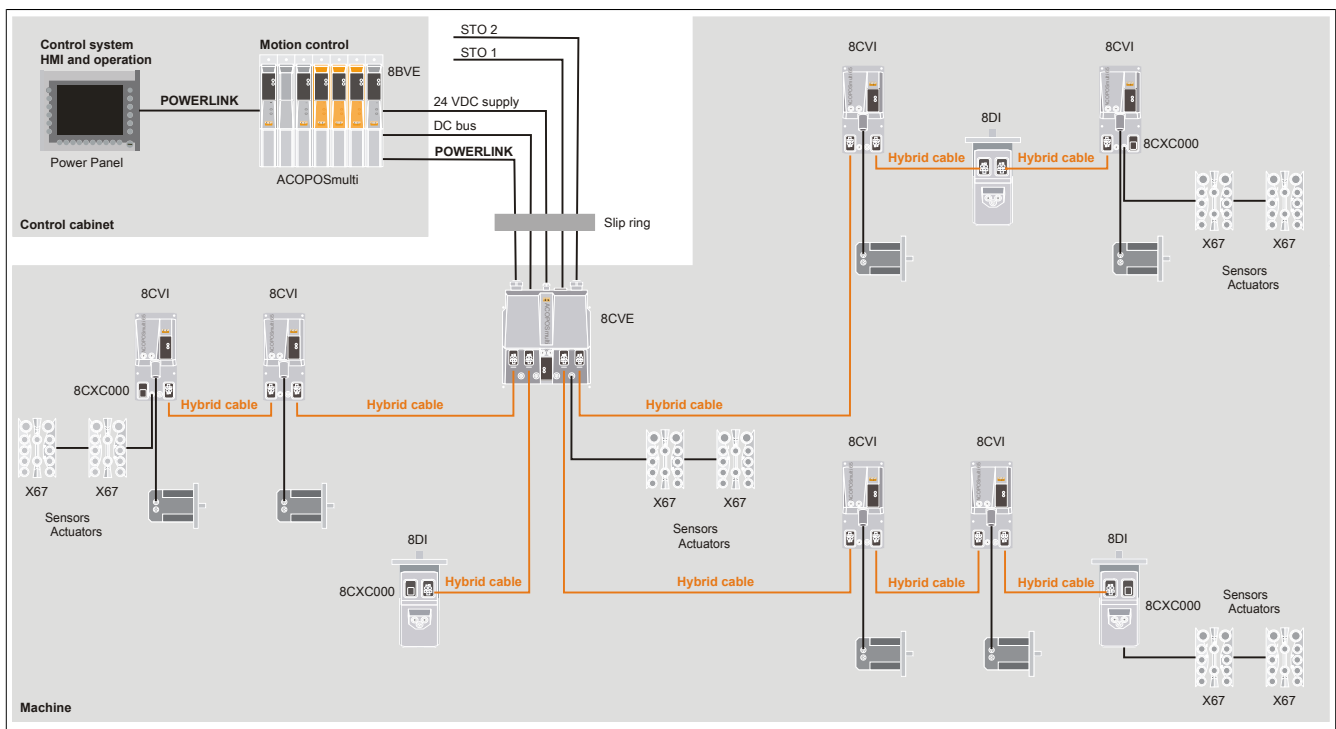 Control system
HMI and operation
Motion control
8BVE
POWERLINK
Power Panel
ACOPOSmulti
Control cabinet
STO 2
STO 1
24 VDC supply
DC bus
POWERLINK
Slip ring
8CVE
ACOPOSmulti
8CVI
8CVI
8DI
8CXC000
Hybrid cable
Hybrid cable
X67
X67
Sensors
Actuators
8CVI
8CVI
8CXC000
Hybrid cable
Hybrid cable
Hybrid cable
X67
X67
Sensors
Actuators
X67
X67
Sensors
Actuators
8DI
8CXC000
Hybrid cable
8CVI
8CVI
8DI
8CXC000
Hybrid cable
Hybrid cable
Hybrid cable
Sensors
Actuators
X67
X67
Machine